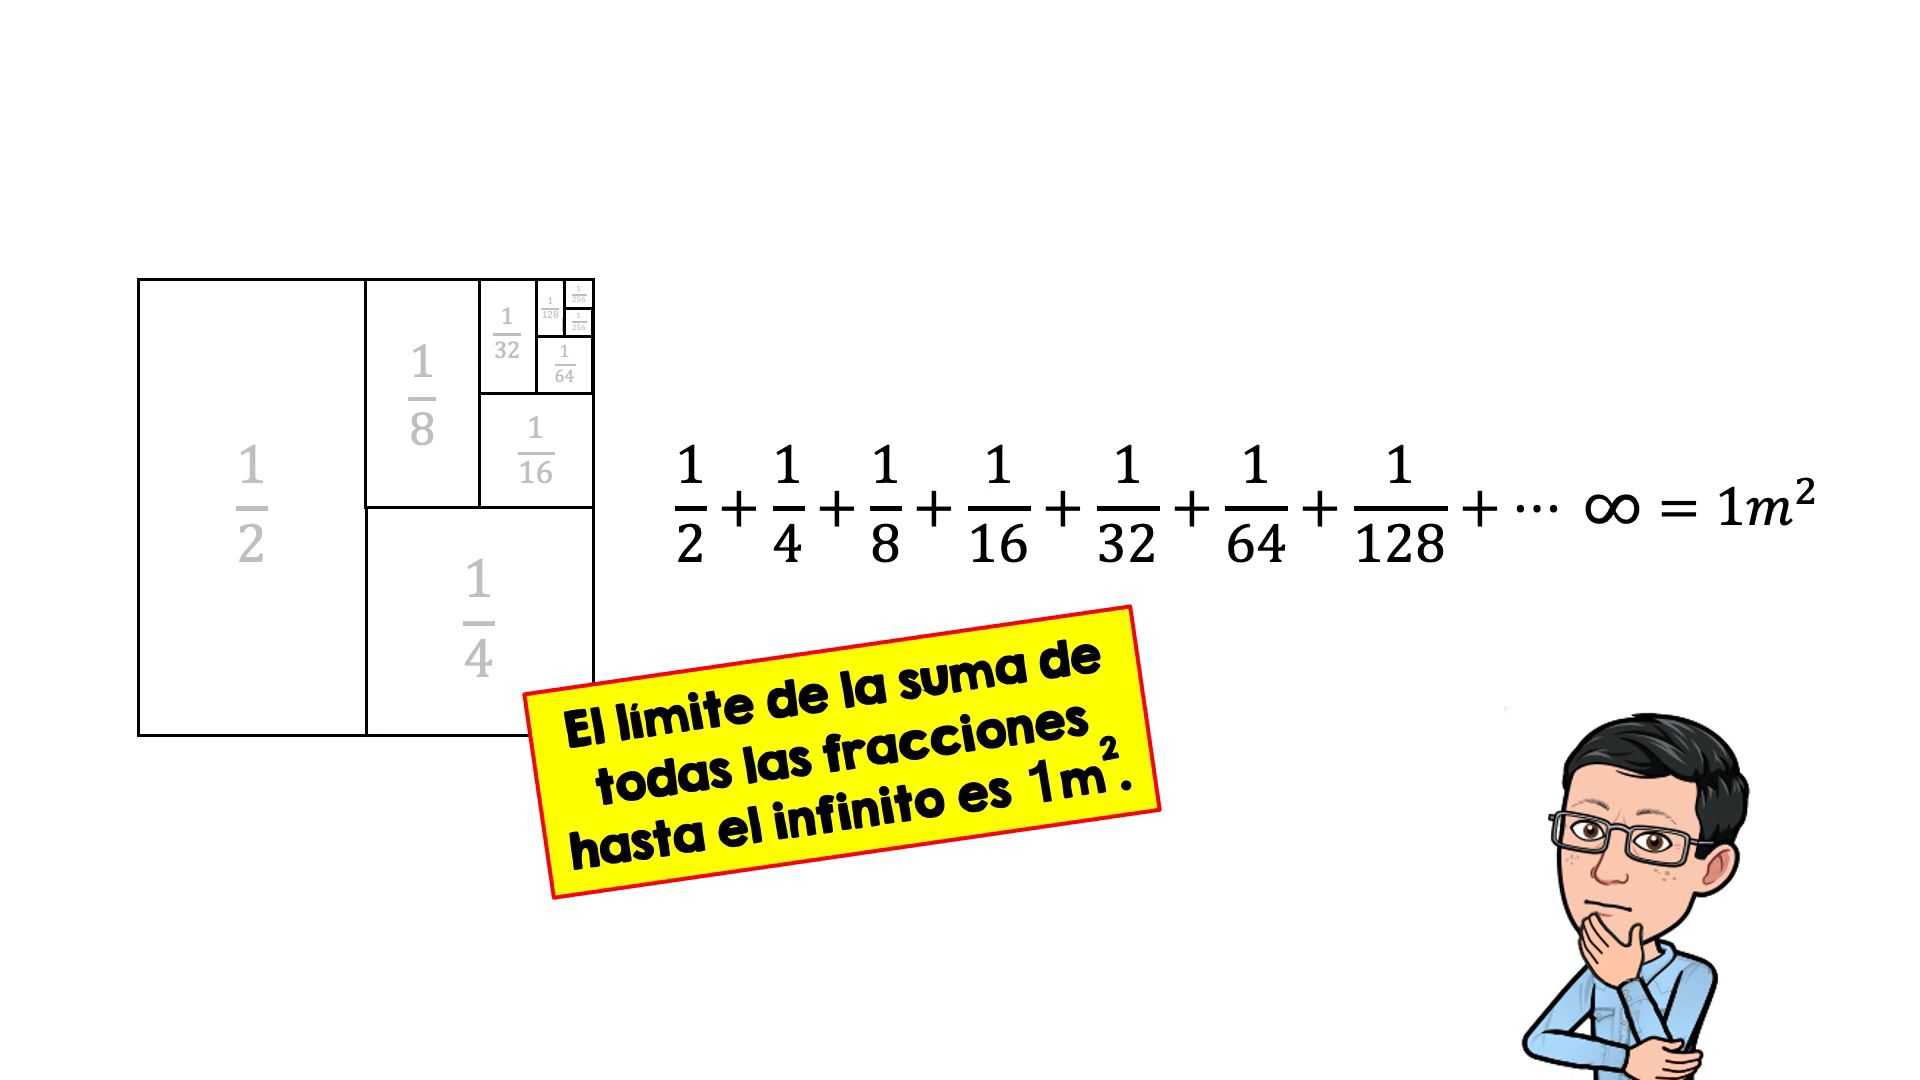 1/2
1/8
1/32
1/128
1/256
1/256
1/64
1/16
1/4
1/2 + 1/4 + 1/8 + 1/16 + 1/32 + 1/64 + 1/128 + ⋯ ∞ = 1m²
El límite de la suma de
todas las fracciones
hasta el infinito es 1m².